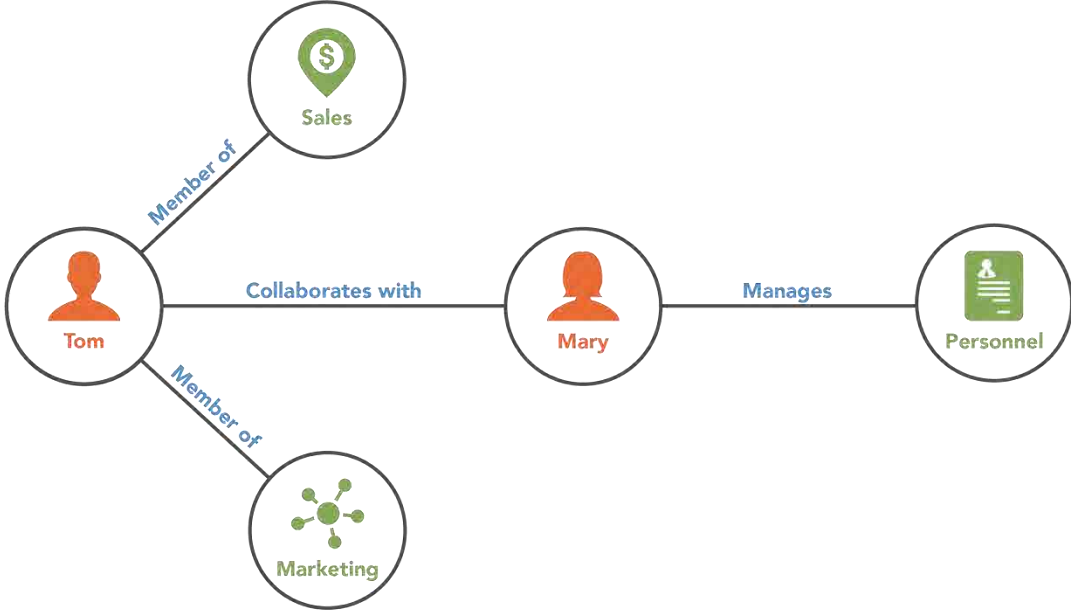 $
Sales
Member of
Collaborates with
Manages
Tom
Mary
Personnel
Member of
Marketing